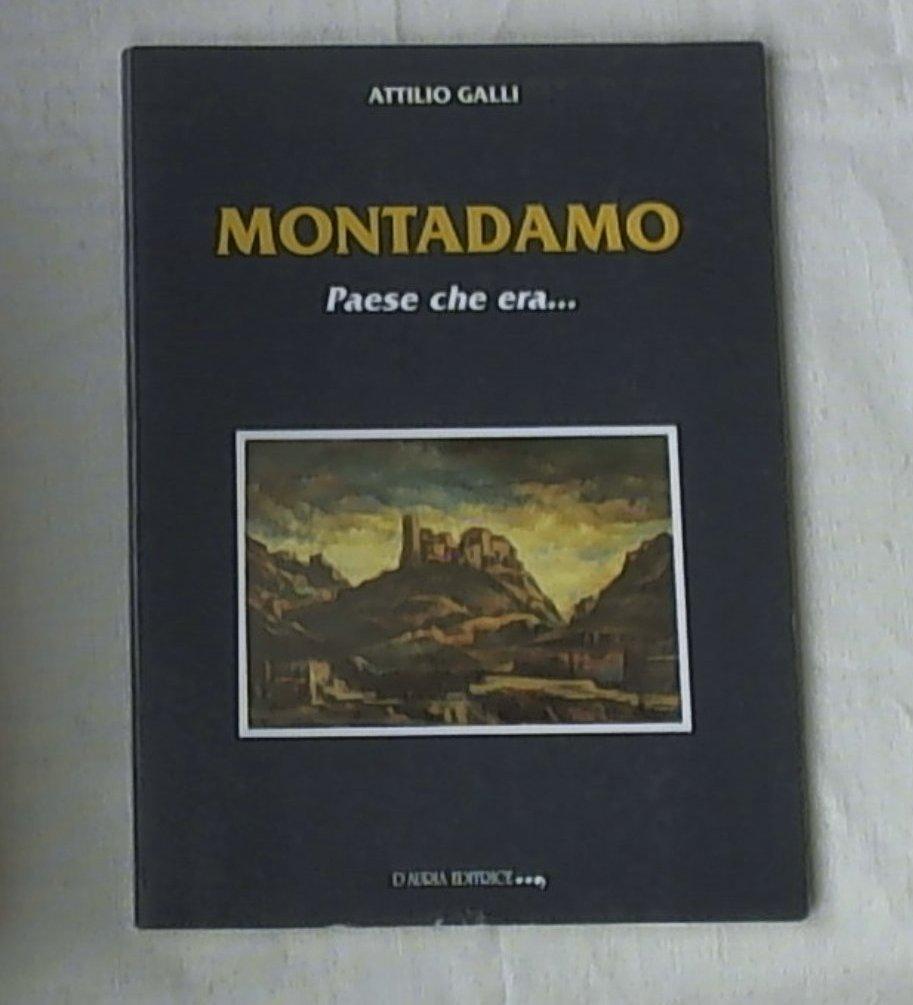 ATTILIO GALLI
MONTADAMO
Paese che era...
D'AURIA EDITRICE